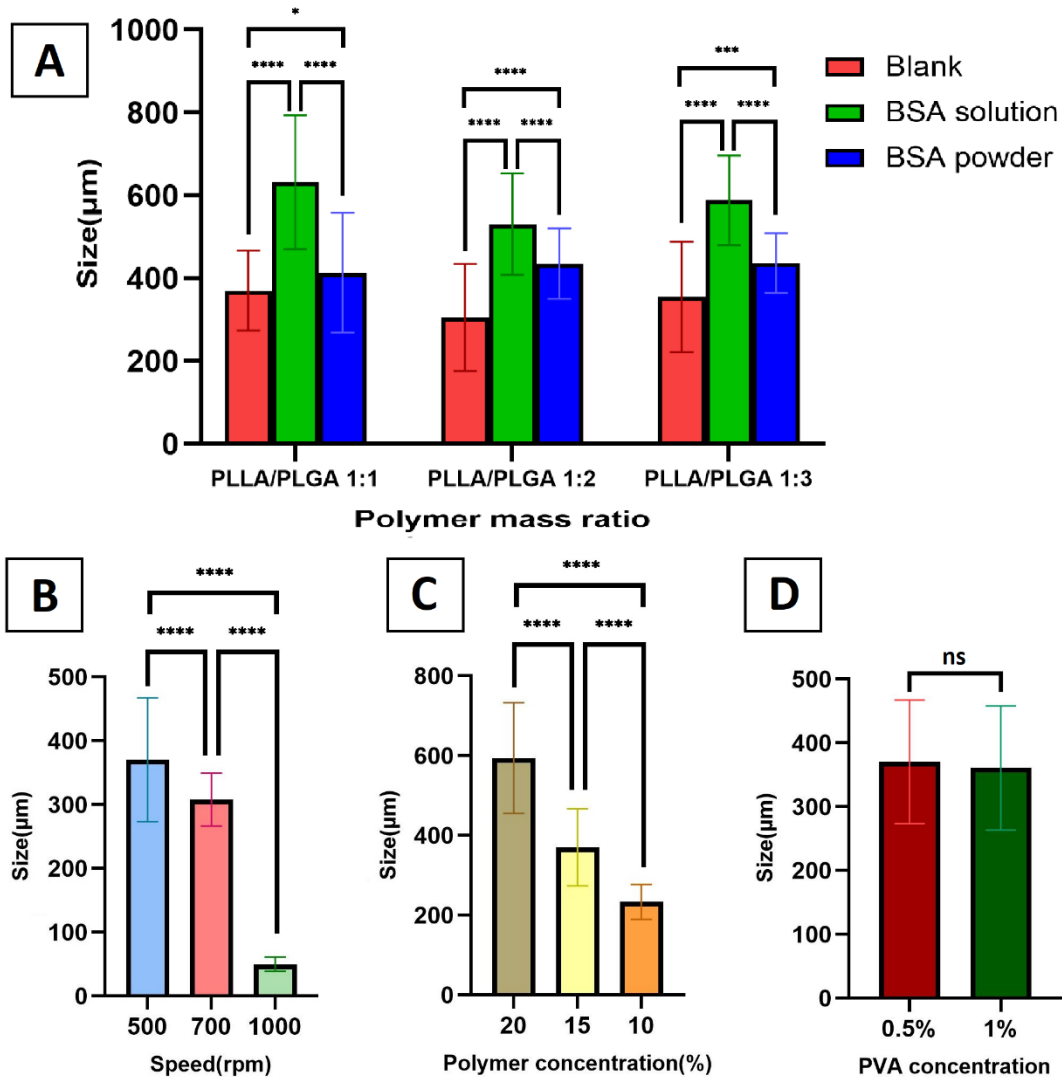 A
1000
800
600
400
200
0
Size(μm)
*
**** ****
****
**** ****
***
**** ****
Blank
BSA solution
BSA powder
PLLA/PLGA 1:1 PLLA/PLGA 1:2 PLLA/PLGA 1:3
Polymer mass ratio
B
****
**** ****
500
400
300
200
100
0
Size(μm)
500 700 1000
Speed(rpm)
C
****
**** ****
800
600
400
200
0
Size(μm)
20 15 10
Polymer concentration(%)
D
ns
500
400
300
200
100
0
Size(μm)
0.5% 1%
PVA concentration